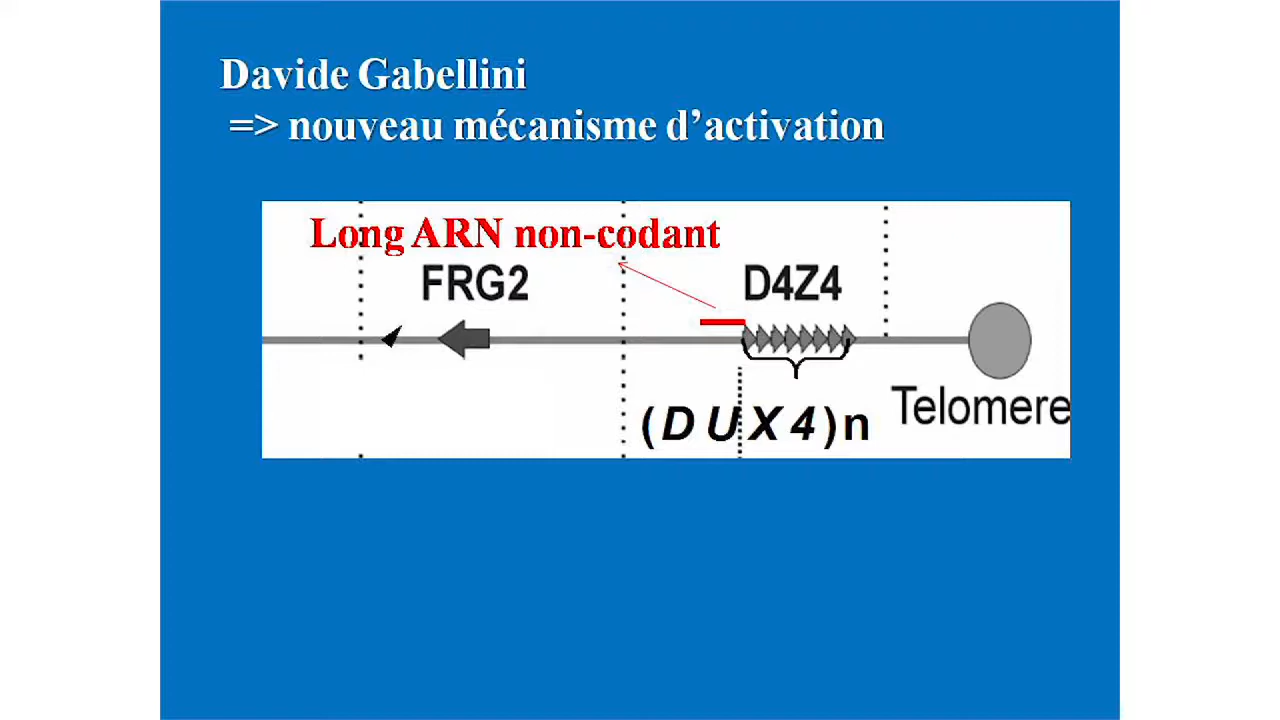 Davide Gabellini
=> nouveau mécanisme d’activation
Long ARN non-codant
FRG2
D4Z4
Telomere
(DUX4)n